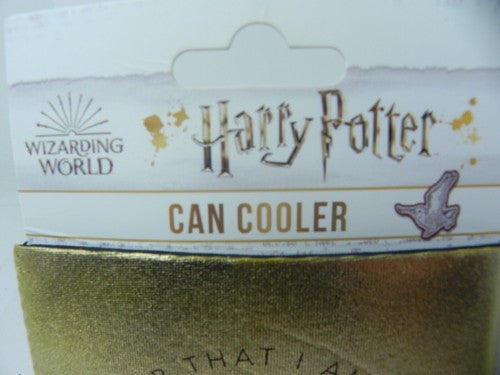 WIZARDING
WORLD
Harry Potter
CAN COOLER
THAT I